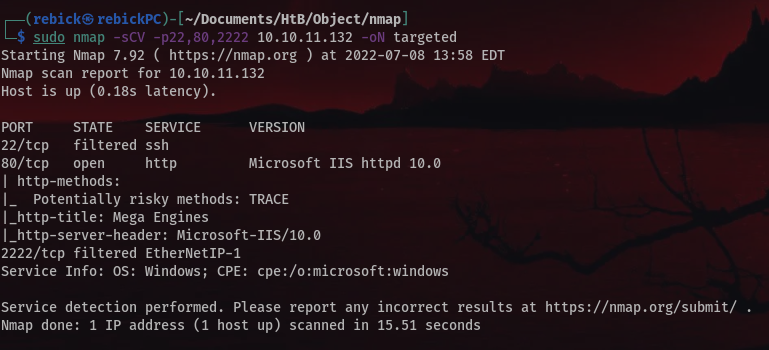 ┌──(rebick㉿rebickPC)-[~/Documents/HtB/Object/nmap]
└─$ sudo nmap -sCV -p22,80,2222 10.10.11.132 -oN targeted
Starting Nmap 7.92 ( https://nmap.org ) at 2022-07-08 13:58 EDT
Nmap scan report for 10.10.11.132
Host is up (0.18s latency).

PORT     STATE    SERVICE       VERSION
22/tcp   filtered ssh
80/tcp   open     http          Microsoft IIS httpd 10.0
| http-methods:
|_  Potentially risky methods: TRACE
|_http-title: Mega Engines
|_http-server-header: Microsoft-IIS/10.0
2222/tcp filtered EtherNetIP-1
Service Info: OS: Windows; CPE: cpe:/o:microsoft:windows

Service detection performed. Please report any incorrect results at https://nmap.org/submit/ .
Nmap done: 1 IP address (1 host up) scanned in 15.51 seconds